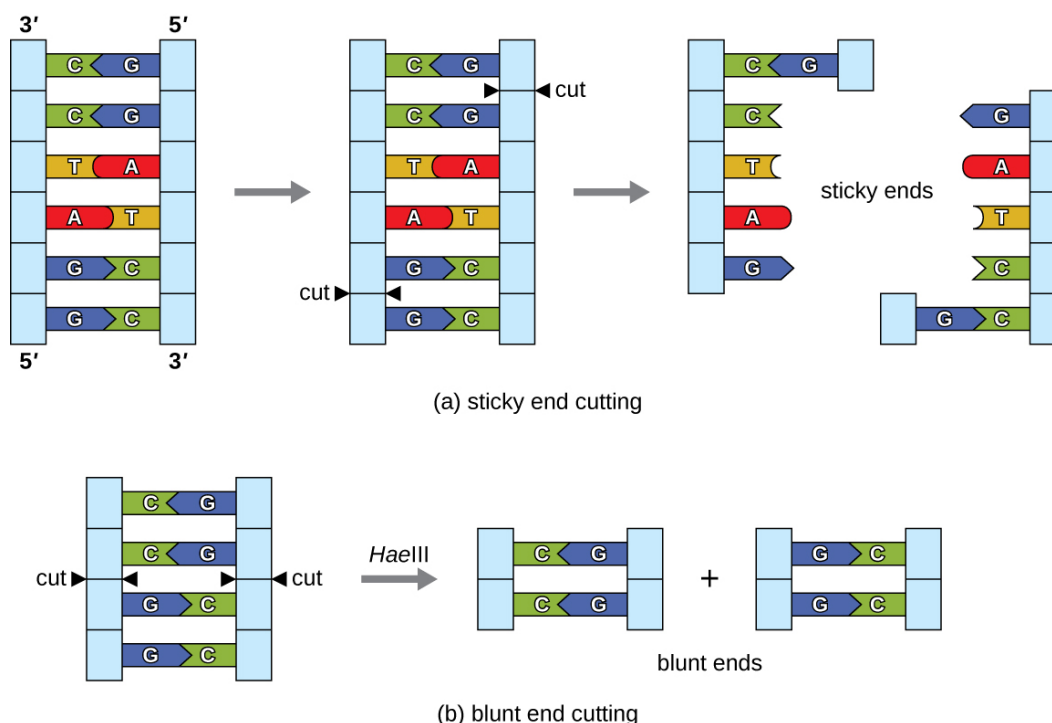 3′ 5′
C G C G C G
cut
C G C G C G
T A T A T A
sticky ends
A T A T A T
G C G C G C
cut
G C G C G C
5′ 3′
(a) sticky end cutting
C G
C G HaeIII C G G C
cut cut +
G C C G G C
G C
blunt ends
(b) blunt end cutting